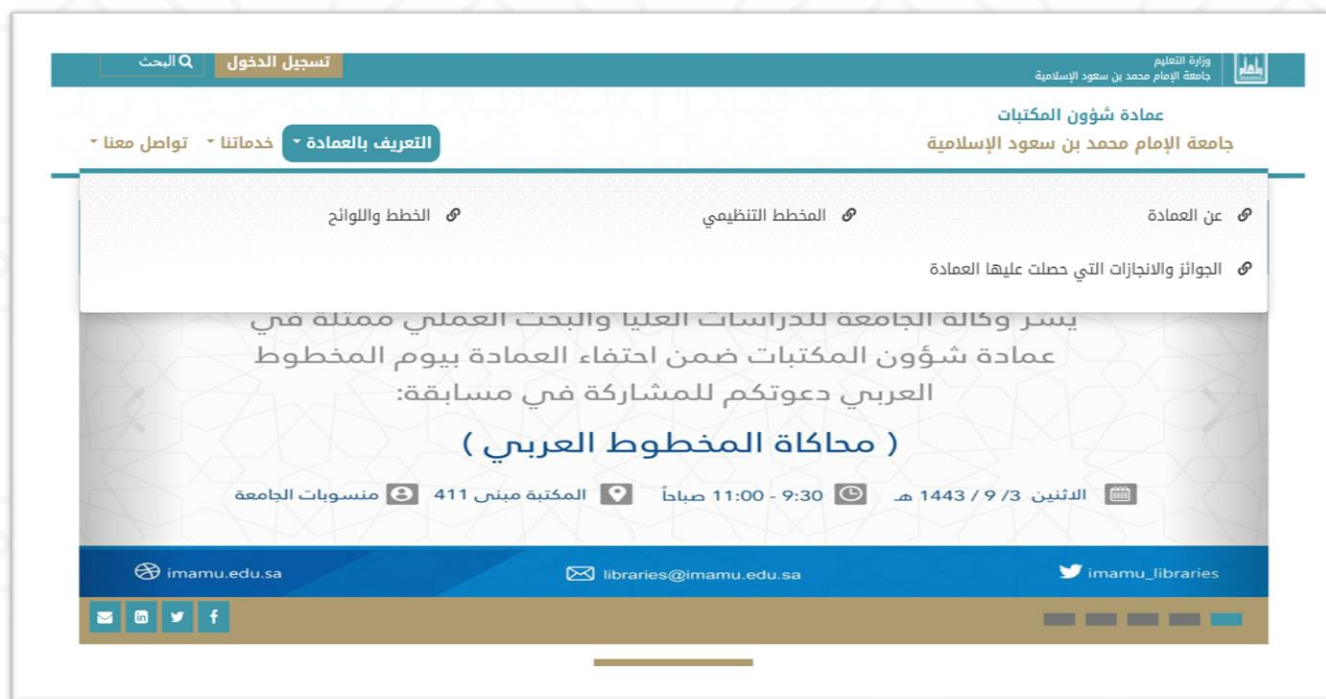 وزارة التعليم
جامعة الإمام محمد بن سعود الإسلامية
تسجيل الدخول
البحث
عمادة شؤون المكتبات
جامعة الإمام محمد بن سعود الإسلامية
التعريف بالعمادة
خدماتنا
تواصل معنا
عن العمادة
المخطط التنظيمي
الخطط واللوائح
الجوائز والانجازات التي حصلت عليها العمادة
يسر وكالة الجامعة للدراسات العليا والبحث العملي ممثلة في
عمادة شؤون المكتبات ضمن احتفاء العمادة بيوم المخطوط
العربي دعوتكم للمشاركة في مسابقة:
( محاكاة المخطوط العربي )
الاثنين 3/ 9 / 1443 هـ
9:30 - 11:00 صباحاً
المكتبة مبنى 411
منسوبات الجامعة
imamu_libraries
libraries@imamu.edu.sa
imamu.edu.sa